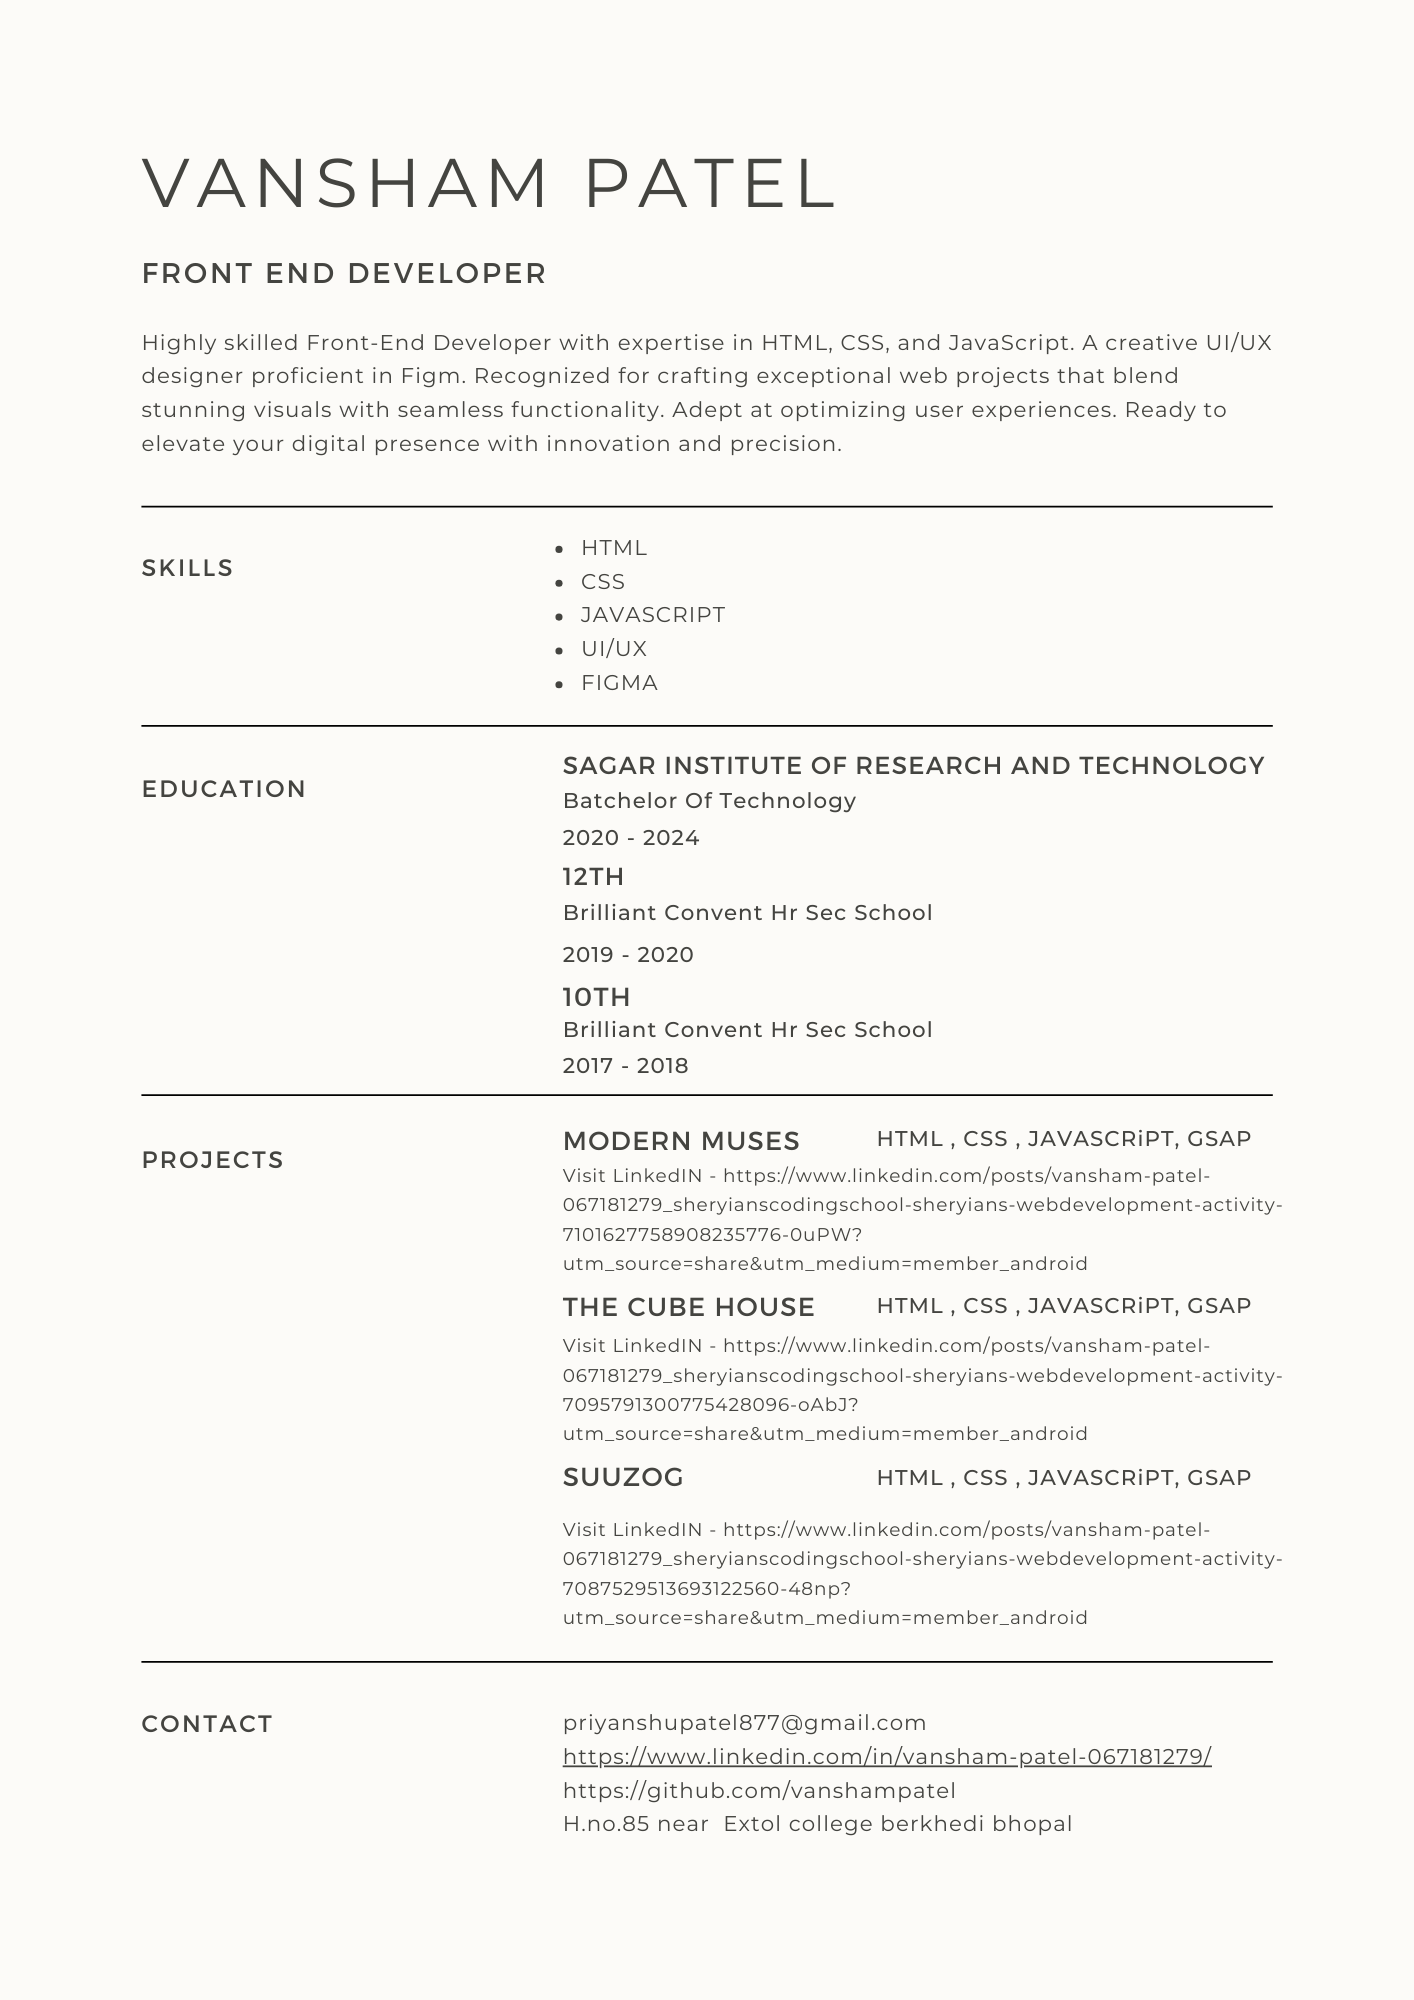 VANSHAM PATEL
FRONT END DEVELOPER
Highly skilled Front-End Developer with expertise in HTML, CSS, and JavaScript. A creative UI/UX
designer proficient in Figm. Recognized for crafting exceptional web projects that blend
stunning visuals with seamless functionality. Adept at optimizing user experiences. Ready to
elevate your digital presence with innovation and precision.
SKILLS
• HTML
• CSS
• JAVASCRIPT
• UI/UX
• FIGMA
EDUCATION
SAGAR INSTITUTE OF RESEARCH AND TECHNOLOGY
Batchelor Of Technology
2020 - 2024
12TH
Brilliant Convent Hr Sec School
2019 - 2020
10TH
Brilliant Convent Hr Sec School
2017 - 2018
PROJECTS
MODERN MUSES HTML , CSS , JAVASCRiPT, GSAP
Visit LinkedIN - https://www.linkedin.com/posts/vansham-patel-
067181279_sheryianscodingschool-sheryians-webdevelopment-activity-
7101627758908235776-0uPW?
utm_source=share&utm_medium=member_android
THE CUBE HOUSE HTML , CSS , JAVASCRiPT, GSAP
Visit LinkedIN - https://www.linkedin.com/posts/vansham-patel-
067181279_sheryianscodingschool-sheryians-webdevelopment-activity-
7095791300775428096-oAbJ?
utm_source=share&utm_medium=member_android
SUUZOG HTML , CSS , JAVASCRiPT, GSAP
Visit LinkedIN - https://www.linkedin.com/posts/vansham-patel-
067181279_sheryianscodingschool-sheryians-webdevelopment-activity-
7087529513693122560-48np?
utm_source=share&utm_medium=member_android
CONTACT
priyanshupatel877@gmail.com
https://www.linkedin.com/in/vansham-patel-067181279/
https://github.com/vanshampatel
H.no.85 near  Extol college berkhedi bhopal